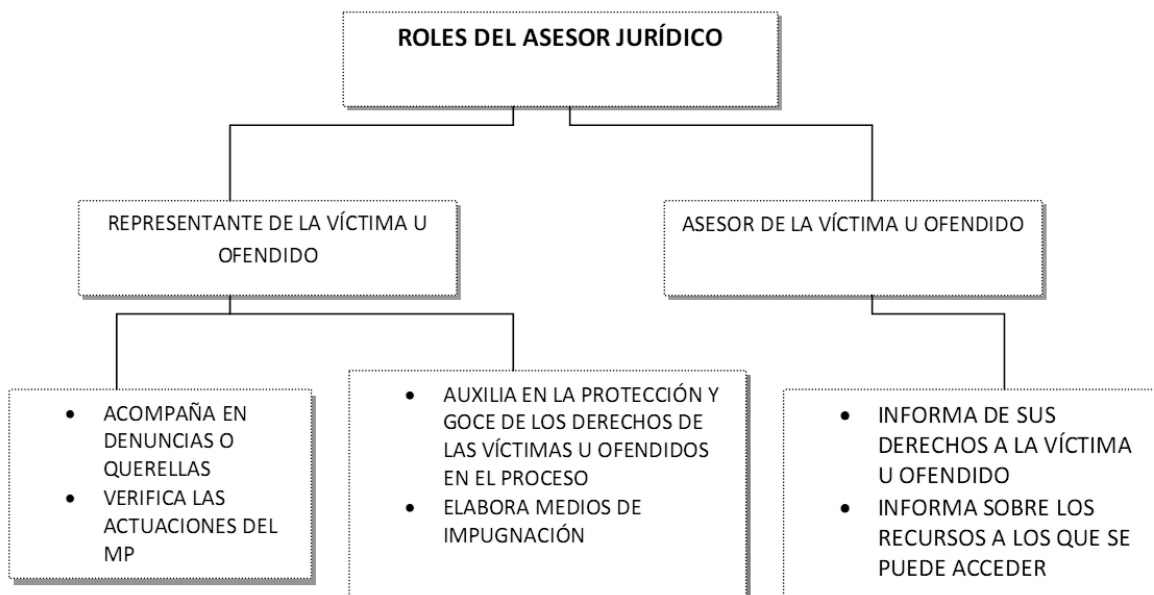 ROLES DEL ASESOR JURÍDICO
REPRESENTANTE DE LA VÍCTIMA U
OFENDIDO
ASESOR DE LA VÍCTIMA U OFENDIDO
• ACOMPAÑA EN
DENUNCIAS O
QUERELLAS
• VERIFICA LAS
ACTUACIONES DEL
MP
• AUXILIA EN LA PROTECCIÓN Y
GOCE DE LOS DERECHOS DE
LAS VÍCTIMAS U OFENDIDOS
EN EL PROCESO
• ELABORA MEDIOS DE
IMPUGNACIÓN
• INFORMA DE SUS
DERECHOS A LA VÍCTIMA
U OFENDIDO
• INFORMA SOBRE LOS
RECURSOS A LOS QUE SE
PUEDE ACCEDER